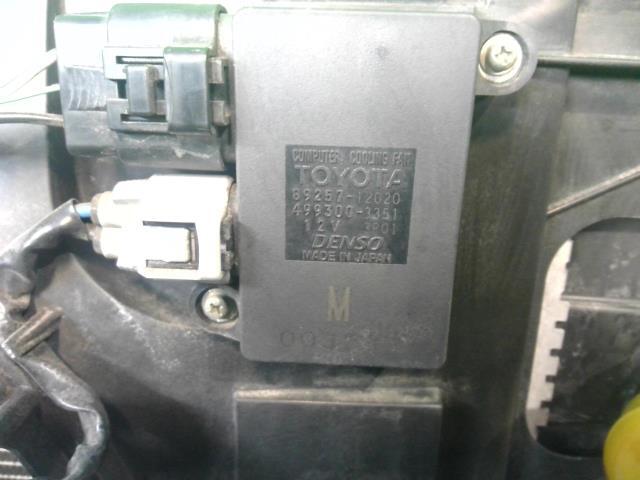 COMPUTER, COOLING FAN
TOYOTA
89257-12020
499300-3351
12V
DENSO
MADE IN JAPAN
M